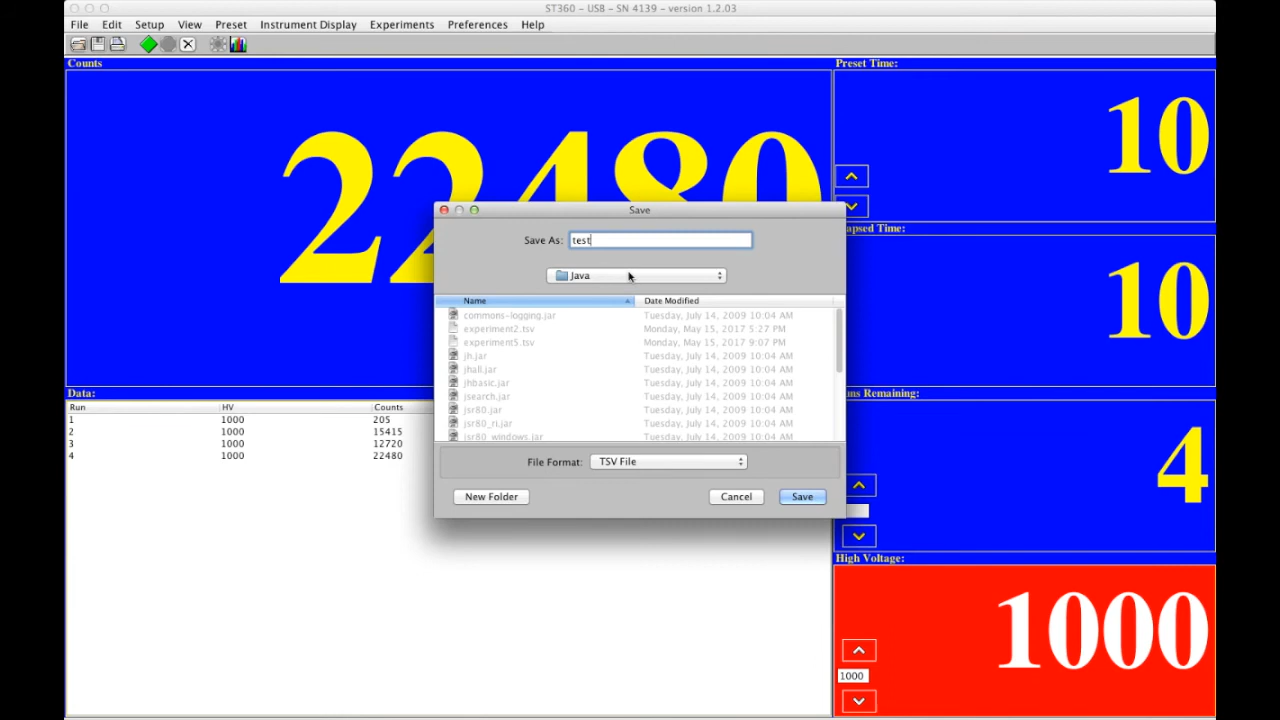 ST360 - USB - SN 4139 - version 1.2.03
File Edit Setup View Preset Instrument Display Experiments Preferences Help
Counts
22480
Preset Time:
10
apsed Time:
10
Save
Save As: test
Java
Name Date Modified
commons-logging.jar Tuesday, July 14, 2009 10:04 AM
experiment2.tsv Monday, May 15, 2017 5:27 PM
experiment5.tsv Monday, May 15, 2017 9:07 PM
jh.jar Tuesday, July 14, 2009 10:04 AM
jhall.jar Tuesday, July 14, 2009 10:04 AM
jhbasic.jar Tuesday, July 14, 2009 10:04 AM
jsearch.jar Tuesday, July 14, 2009 10:04 AM
jsr80.jar Tuesday, July 14, 2009 10:04 AM
jsr80_ri.jar Tuesday, July 14, 2009 10:04 AM
jsr80_windows.jar Tuesday, July 14, 2009 10:04 AM
File Format: TSV File
New Folder Cancel Save
Data:
Run HV Counts
1 1000 205
2 1000 15415
3 1000 12720
4 1000 22480
ns Remaining:
4
High Voltage:
1000
1000